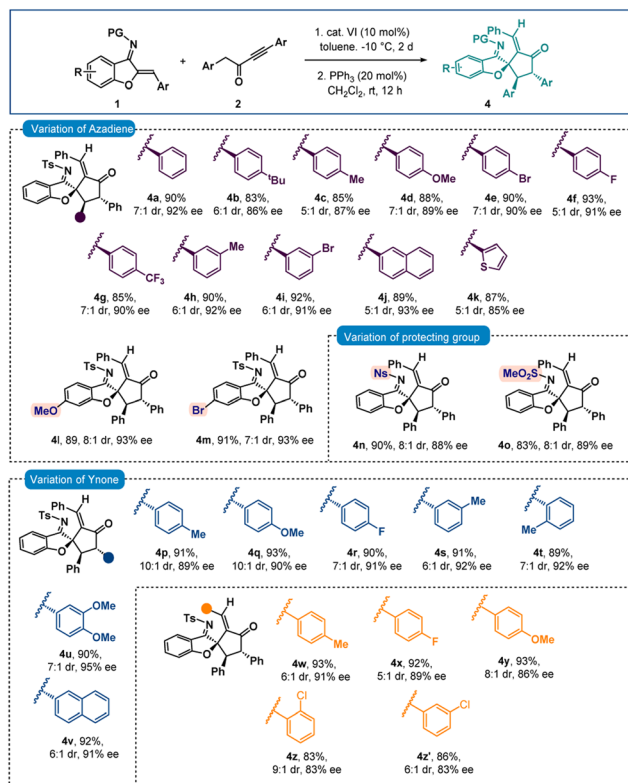 PG
N
R
O
Ar
1
+
Ar
O
Ar
2
1. cat. VI (10 mol%)
toluene. -10 °C, 2 d
2. PPh3 (20 mol%)
CH2Cl2, rt, 12 h
Ph
H
PG
N
O
R
O
Ar
Ar
4
Variation of Azadiene
Ph
H
Ts
N
O
O
Ph
4a, 90%
7:1 dr, 92% ee
tBu
4b, 83%
6:1 dr, 86% ee
Me
4c, 85%
5:1 dr, 87% ee
OMe
4d, 88%
7:1 dr, 89% ee
Br
4e, 90%
7:1 dr, 90% ee
F
4f, 93%
5:1 dr, 91% ee
CF3
4g, 85%
7:1 dr, 90% ee
Me
4h, 90%
6:1 dr, 92% ee
Br
4i, 92%
6:1 dr, 91% ee
4j, 89%
5:1 dr, 93% ee
S
4k, 87%
5:1 dr, 85% ee
Ph
H
Ts
N
O
MeO
O
Ph
Ph
4l, 89, 8:1 dr, 93% ee
Ph
H
Ts
N
O
Br
O
Ph
Ph
4m, 91%, 7:1 dr, 93% ee
Variation of protecting group
Ph
H
Ns
N
O
O
Ph
Ph
4n, 90%, 8:1 dr, 88% ee
Ph
H
MeO2S
N
O
O
Ph
Ph
4o, 83%, 8:1 dr, 89% ee
Variation of Ynone
Ph
H
Ts
N
O
O
Ph
Me
4p, 91%,
10:1 dr, 89% ee
OMe
4q, 93%
10:1 dr, 90% ee
F
4r, 90%
7:1 dr, 91% ee
Me
4s, 91%
6:1 dr, 92% ee
Me
4t, 89%
7:1 dr, 92% ee
OMe
OMe
4u, 90%
7:1 dr, 95% ee
4v, 92%
6:1 dr, 91% ee
H
Ts
N
O
O
Ph
Ph
Me
4w, 93%
6:1 dr, 91% ee
F
4x, 92%
5:1 dr, 89% ee
OMe
4y, 93%
8:1 dr, 86% ee
Cl
4z, 83%
9:1 dr, 83% ee
Cl
4z', 86%
6:1 dr, 83% ee